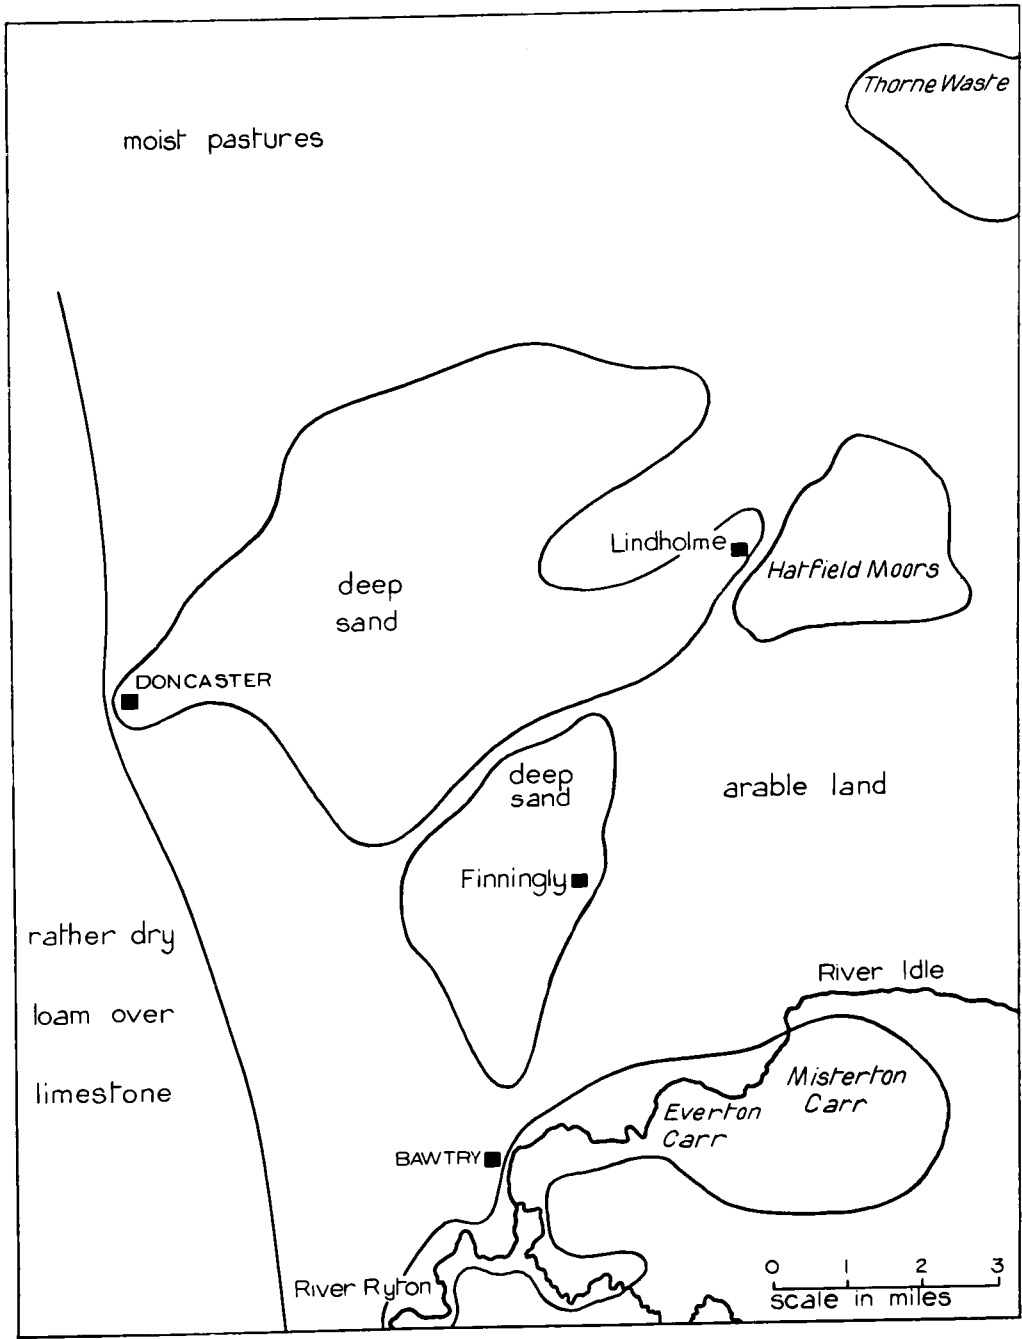 Thorne Waste
moist pastures
Lindholme
Hatfield Moors
deep
sand
DONCASTER
deep
sand
arable land
Finningly
rather dry
loam over
limestone
River Idle
Misterton
Carr
Everton
Carr
BAWTRY
River Ryton
0 1 2 3
scale in miles